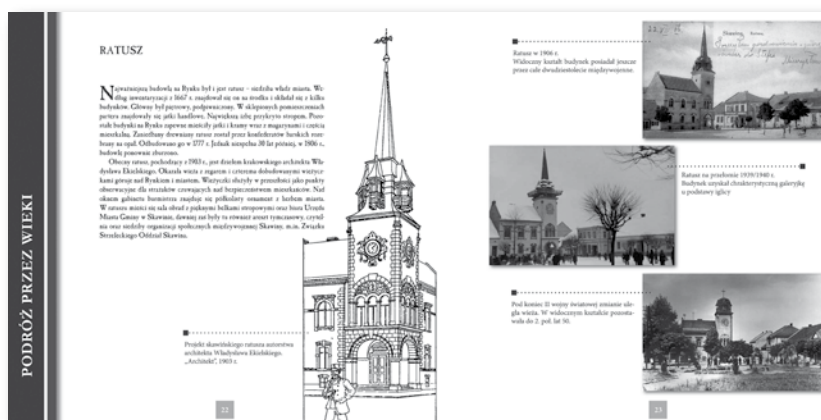 PODRÓŻ PRZEZ WIEKI
RATUSZ
Najważniejszą budowlą na Rynku był i jest ratusz – siedziba władz miasta. We-
dług inwentaryzacji z 1667 r. znajdował się on na środku i składał się z kilku
budynków. Główny był piętrowy, podpiwniczony. W sklepionych pomieszczeniach
parteru znajdowały się jatki handlowe. Największą izbę przykryto stropem. Pozo-
stałe budynki na Rynku zapewne mieściły jatki i kramy wraz z magazynami i częścią
mieszkalną. Zaniedbany drewniany ratusz został przez konfederatów barskich roze-
brany na opał. Odbudowano go w 1777 r. Jednak niespełna 30 lat później, w 1806 r.,
budowlę ponownie zburzono.
Obecny ratusz, pochodzący z 1903 r., jest dziełem krakowskiego architekta Wła-
dysława Ekielskiego. Okazała wieża z zegarem i czterema dobudowanymi wieżycz-
kami góruje nad Rynkiem i miastem. Wieżyczki służyły w przeszłości jako punkty
obserwacyjne dla strażaków czuwających nad bezpieczeństwem mieszkańców. Nad
oknem gabinetu burmistrza znajduje się półkolisty ornament z herbem miasta.
W ratuszu mieści się sala obrad z pięknymi belkami stropowymi oraz biura Urzędu
Miasta Gminy w Skawinie, dawniej zaś były tu również areszt tymczasowy, czytel-
nia oraz siedziby organizacji społecznych międzywojennej Skawiny, m.in. Związku
Strzeleckiego Oddział Skawina.
Projekt skawińskiego ratusza autorstwa
architekta Władysława Ekielskiego.
„Architekt”, 1903 r.
22
Ratusz w 1906 r.
Widoczny kształt budynek posiadał jeszcze
przez całe dwudziestolecie międzywojenne.
Skawina
Rynek
Ratusz na przełomie 1939/1940 r.
Budynek uzyskał charakterystyczną galeryjkę
u podstawy iglicy
Pod koniec II wojny światowej zmianie ule-
gła wieża. W widocznym kształcie pozosta-
wała do 2. poł. lat 50.
23